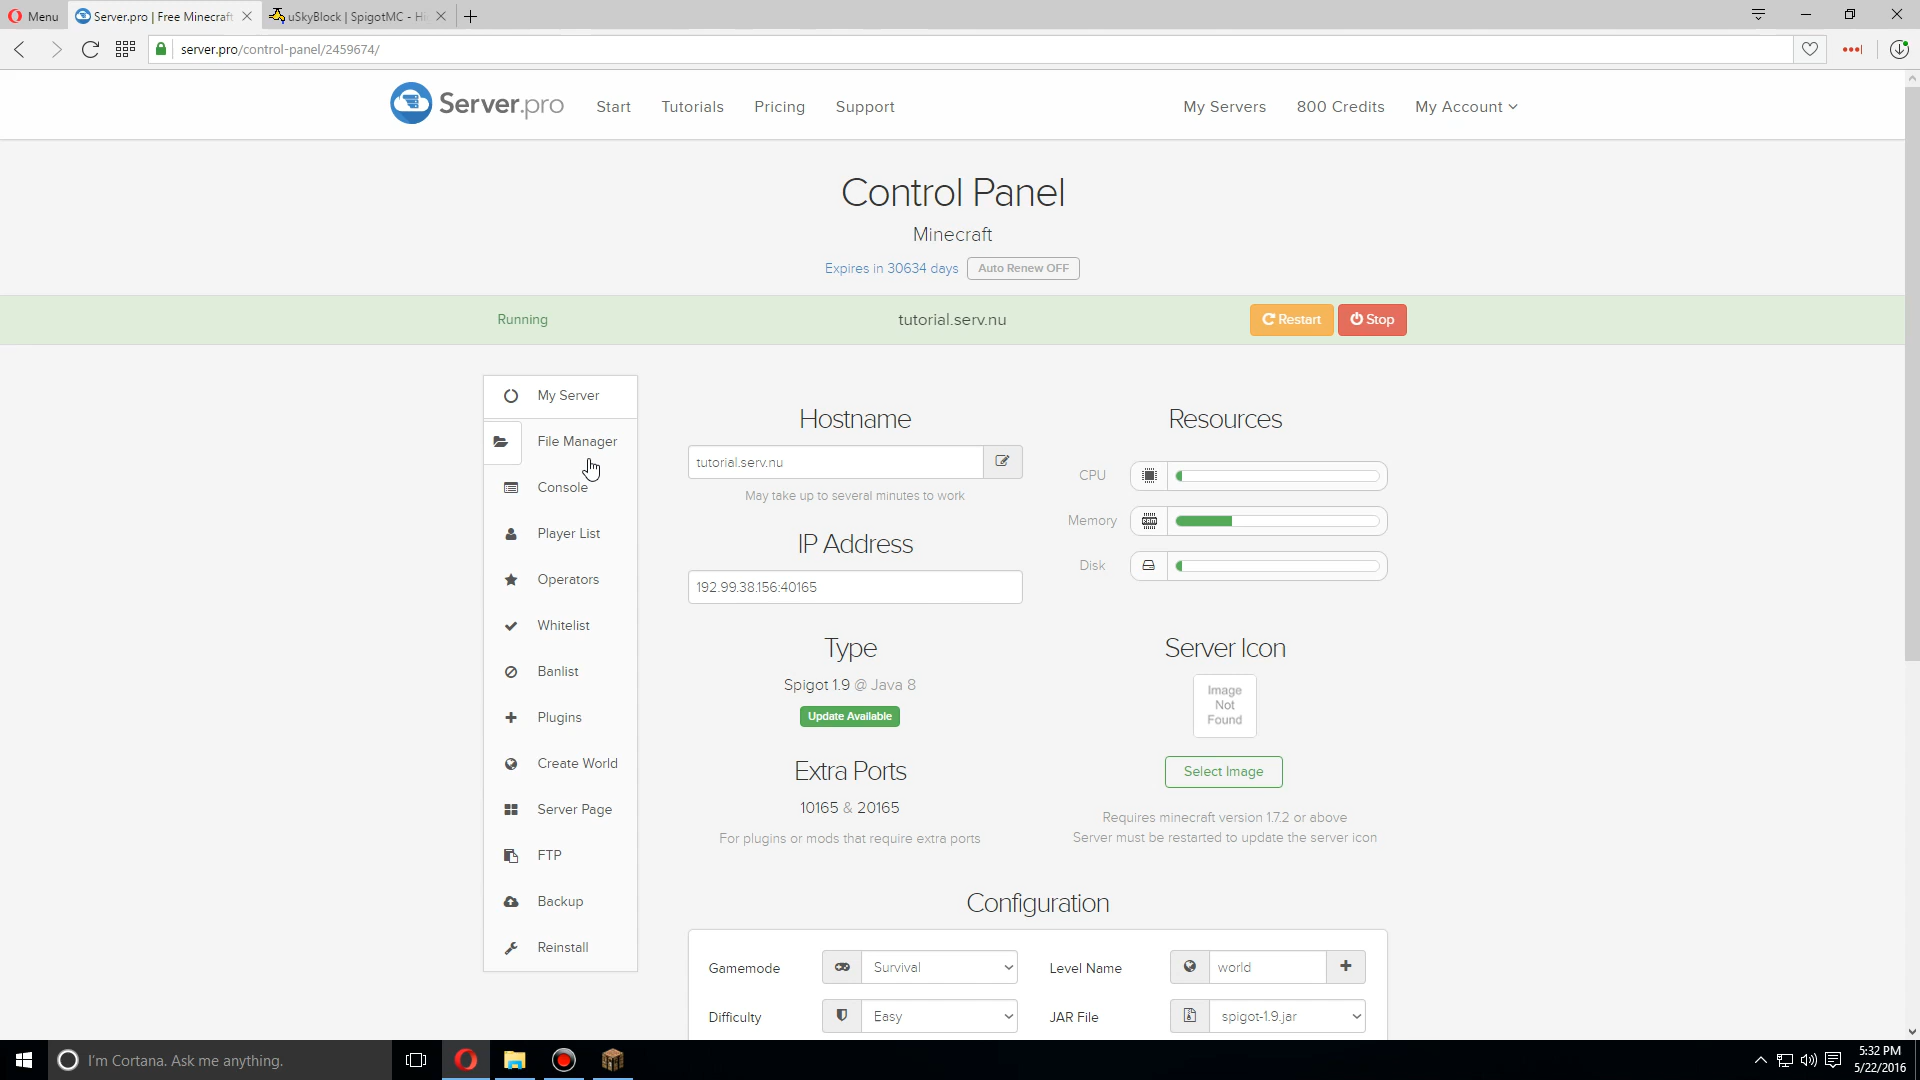 Menu
Server.pro | Free Minecraft
uSkyBlock | SpigotMC - Hi
server.pro/control-panel/2459674/
Server.pro
Start
Tutorials
Pricing
Support
My Servers
800 Credits
My Account
Control Panel
Minecraft
Expires in 30634 days
Auto Renew OFF
Running
tutorial.serv.nu
Restart
Stop
My Server
File Manager
Console
Player List
Operators
Whitelist
Banlist
Plugins
Create World
Server Page
FTP
Backup
Reinstall
Hostname
tutorial.serv.nu
May take up to several minutes to work
IP Address
192.99.38.156:40165
Type
Spigot 1.9 @ Java 8
Update Available
Extra Ports
10165 & 20165
For plugins or mods that require extra ports
Resources
CPU
Memory
Disk
Server Icon
Image
Not
Found
Select Image
Requires minecraft version 1.7.2 or above
Server must be restarted to update the server icon
Configuration
Gamemode
Survival
Level Name
world
Difficulty
Easy
JAR File
spigot-1.9.jar
I'm Cortana. Ask me anything.
5:32 PM
5/22/2016